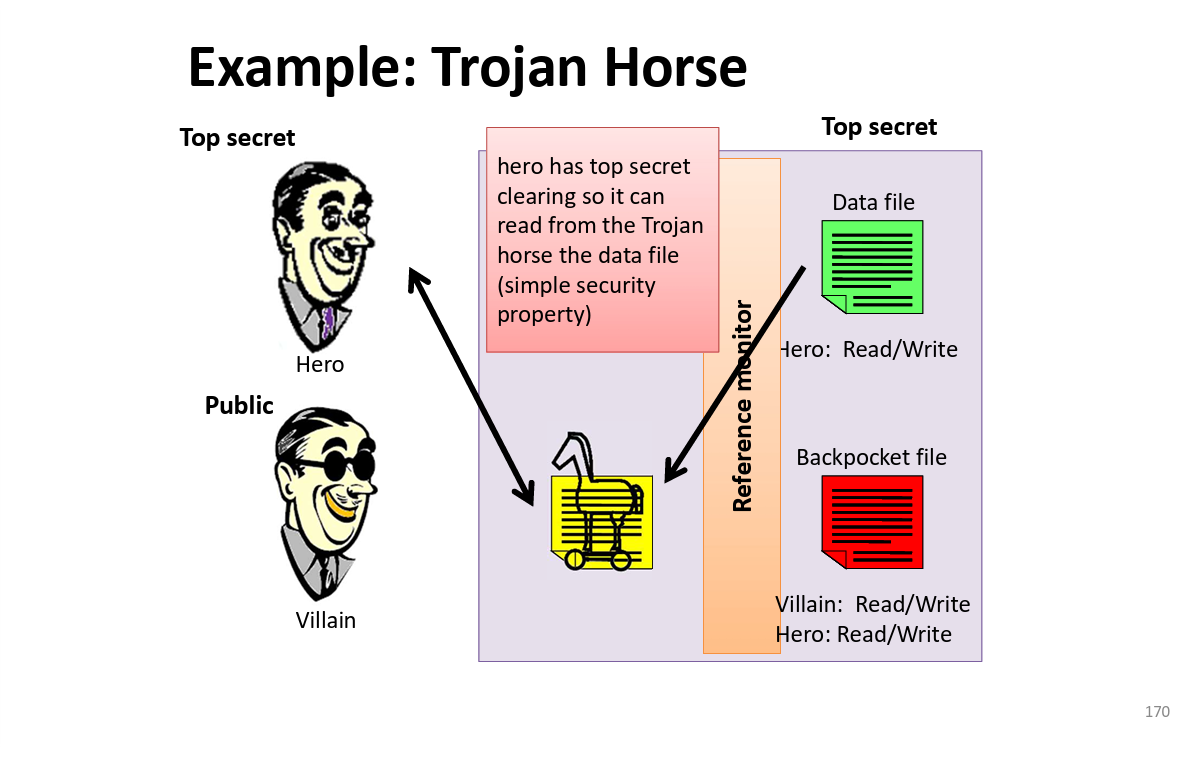 Example: Trojan Horse
Top secret
Top secret
hero has top secret
clearing so it can
read from the Trojan
horse the data file
(simple security
property)
Data file
Hero: Read/Write
Reference monitor
Hero
Public
Backpocket file
Villain: Read/Write
Hero: Read/Write
Villain
170